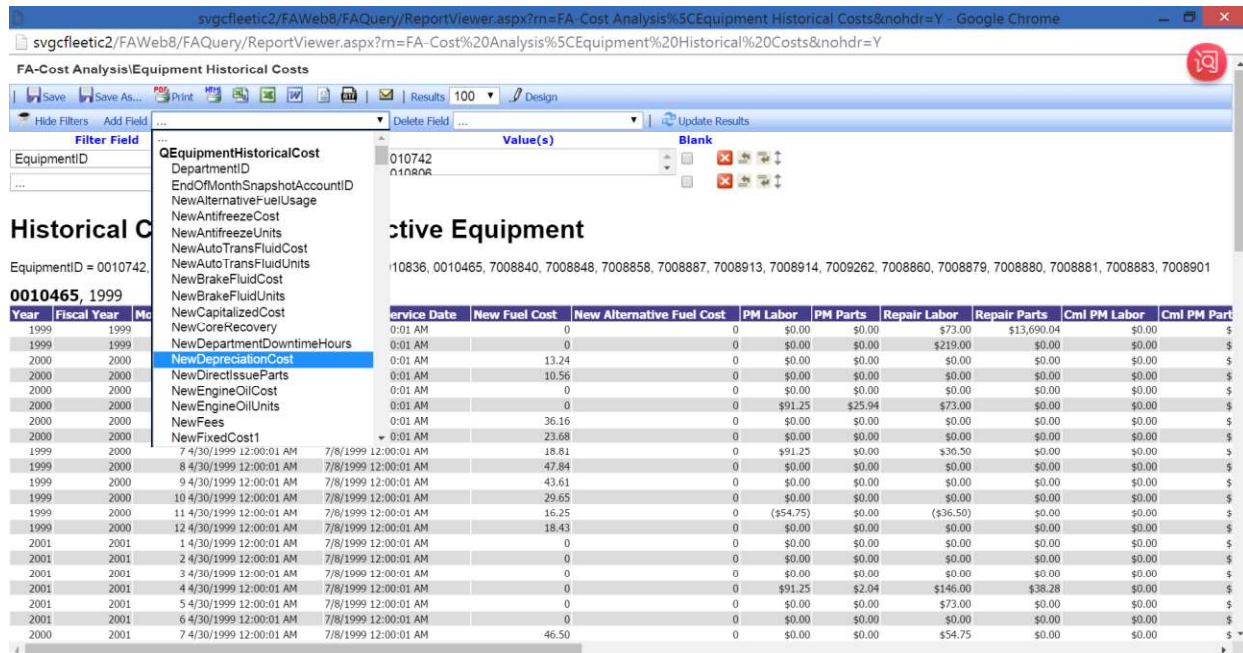 svgcfleetic2/FAWeb8/FAQuery/ReportViewer.aspx?rn=FA-Cost Analysis%5CEquipment Historical Costs&nohdr=Y - Google Chrome
svgcfleetic2/FAWeb8/FAQuery/ReportViewer.aspx?rn=FA-Cost%20Analysis%5CEquipment%20Historical%20Costs&nohdr=Y
FA-Cost Analysis\Equipment Historical Costs
Save Save As... Print Results 100 Design
Hide Filters Add Field ... Delete Field ... Update Results
Filter Field Value(s) Blank
EquipmentID 0010742
... 010806
...
QEquipmentHistoricalCost
DepartmentID
EndOfMonthSnapshotAccountID
NewAlternativeFuelUsage
NewAntifreezeCost
NewAntifreezeUnits
NewAutoTransFluidCost
NewAutoTransFluidUnits
NewBrakeFluidCost
NewBrakeFluidUnits
NewCapitalizedCost
NewCoreRecovery
NewDepartmentDowntimeHours
NewDepreciationCost
NewDirectIssueParts
NewEngineOilCost
NewEngineOilUnits
NewFees
NewFixedCost1
Historical C ctive Equipment
EquipmentID = 0010742, 10836, 0010465, 7008840, 7008848, 7008858, 7008887, 7008913, 7008914, 7009262, 7008860, 7008879, 7008880, 7008881, 7008883, 7008901
0010465, 1999
Year Fiscal Year Mo ervice Date New Fuel Cost New Alternative Fuel Cost PM Labor PM Parts Repair Labor Repair Parts Cml PM Labor Cml PM Part
1999 1999 0:01 AM 0 0 $0.00 $0.00 $73.00 $13,690.04 $0.00 $
1999 1999 0:01 AM 0 0 $0.00 $0.00 $219.00 $0.00 $0.00 $
2000 2000 0:01 AM 13.24 0 $0.00 $0.00 $0.00 $0.00 $0.00 $
2000 2000 0:01 AM 10.56 0 $0.00 $0.00 $0.00 $0.00 $0.00 $
2000 2000 0:01 AM 0 0 $0.00 $0.00 $0.00 $0.00 $0.00 $
2000 2000 0:01 AM 0 0 $91.25 $25.94 $73.00 $0.00 $0.00 $
2000 2000 0:01 AM 36.16 0 $0.00 $0.00 $0.00 $0.00 $0.00 $
2000 2000 0:01 AM 23.68 0 $0.00 $0.00 $0.00 $0.00 $0.00 $
1999 2000 7 4/30/1999 12:00:01 AM 7/8/1999 12:00:01 AM 18.81 0 $91.25 $0.00 $36.50 $0.00 $0.00 $
1999 2000 8 4/30/1999 12:00:01 AM 7/8/1999 12:00:01 AM 47.84 0 $0.00 $0.00 $0.00 $0.00 $0.00 $
1999 2000 9 4/30/1999 12:00:01 AM 7/8/1999 12:00:01 AM 43.61 0 $0.00 $0.00 $0.00 $0.00 $0.00 $
1999 2000 10 4/30/1999 12:00:01 AM 7/8/1999 12:00:01 AM 29.65 0 $0.00 $0.00 $0.00 $0.00 $0.00 $
1999 2000 11 4/30/1999 12:00:01 AM 7/8/1999 12:00:01 AM 16.25 0 ($54.75) $0.00 ($36.50) $0.00 $0.00 $
1999 2000 12 4/30/1999 12:00:01 AM 7/8/1999 12:00:01 AM 18.43 0 $0.00 $0.00 $0.00 $0.00 $0.00 $
2001 2001 1 4/30/1999 12:00:01 AM 7/8/1999 12:00:01 AM 0 0 $0.00 $0.00 $0.00 $0.00 $0.00 $
2001 2001 2 4/30/1999 12:00:01 AM 7/8/1999 12:00:01 AM 0 0 $0.00 $0.00 $0.00 $0.00 $0.00 $
2001 2001 3 4/30/1999 12:00:01 AM 7/8/1999 12:00:01 AM 0 0 $0.00 $0.00 $0.00 $0.00 $0.00 $
2001 2001 4 4/30/1999 12:00:01 AM 7/8/1999 12:00:01 AM 0 0 $91.25 $2.04 $146.00 $38.28 $0.00 $
2001 2001 5 4/30/1999 12:00:01 AM 7/8/1999 12:00:01 AM 0 0 $0.00 $0.00 $73.00 $0.00 $0.00 $
2001 2001 6 4/30/1999 12:00:01 AM 7/8/1999 12:00:01 AM 0 0 $0.00 $0.00 $0.00 $0.00 $0.00 $
2000 2001 7 4/30/1999 12:00:01 AM 7/8/1999 12:00:01 AM 46.50 0 $0.00 $0.00 $54.75 $0.00 $0.00 $